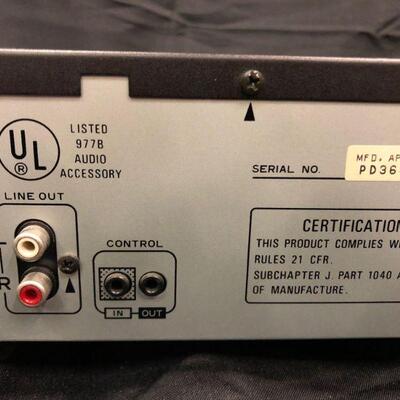 UL
®
LISTED
977B
AUDIO
ACCESSORY
SERIAL NO.
MFD. AP
PD36
LINE OUT
R
CONTROL
IN OUT
CERTIFICATION
THIS PRODUCT COMPLIES W
RULES 21 CFR.
SUBCHAPTER J. PART 1040 A
OF MANUFACTURE.